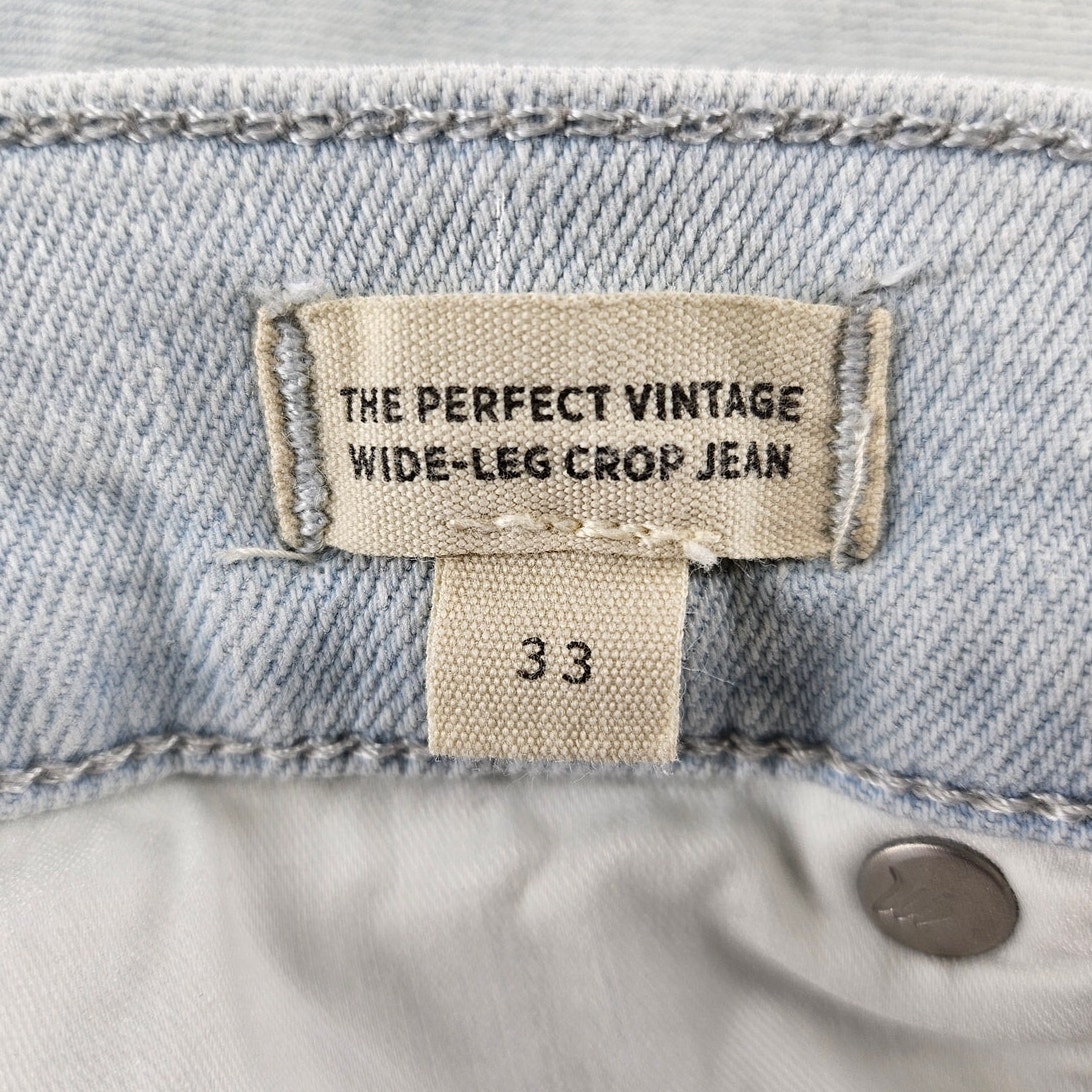 THE PERFECT VINTAGE
WIDE-LEG CROP JEAN
33